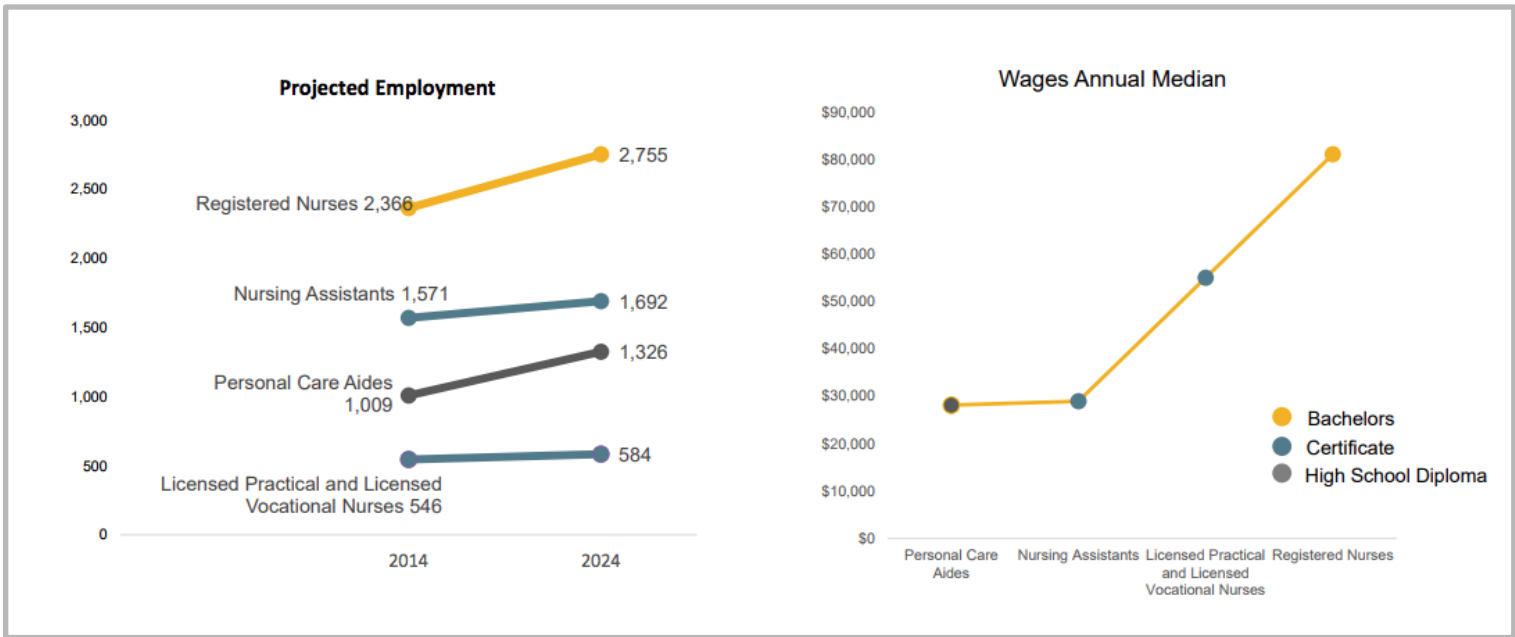 Projected Employment
3,000
2,500
2,000
1,500
1,000
500
0
Registered Nurses 2,366
2,755
Nursing Assistants 1,571
1,692
Personal Care Aides
1,009
1,326
Licensed Practical and Licensed
Vocational Nurses 546
584
2014
2024
Wages Annual Median
$90,000
$80,000
$70,000
$60,000
$50,000
$40,000
$30,000
$20,000
$10,000
$0
Bachelors
Certificate
High School Diploma
Personal Care
Aides
Nursing Assistants
Licensed Practical
and Licensed
Vocational Nurses
Registered Nurses